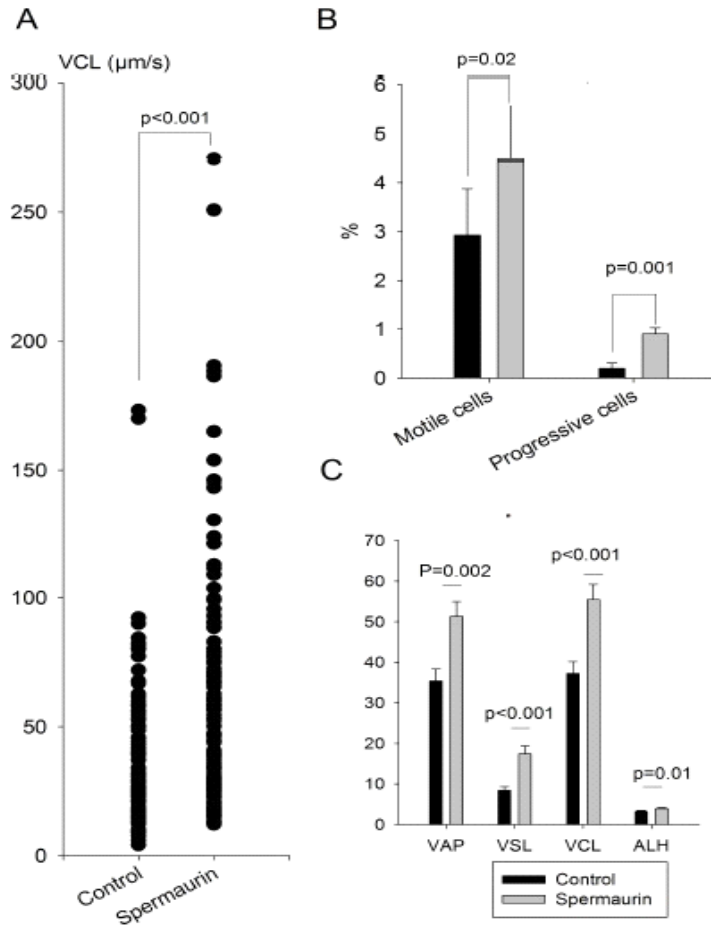 A
VCL (µm/s)
300
250
200
150
100
50
0
p<0.001
Control
Spermaurin
B
%
6
5
4
3
2
1
0
p=0.02
p=0.001
Motile cells
Progressive cells
C
70
60
50
40
30
20
10
0
P=0.002
p<0.001
p<0.001
p=0.01
VAP VSL VCL ALH
Control
Spermaurin